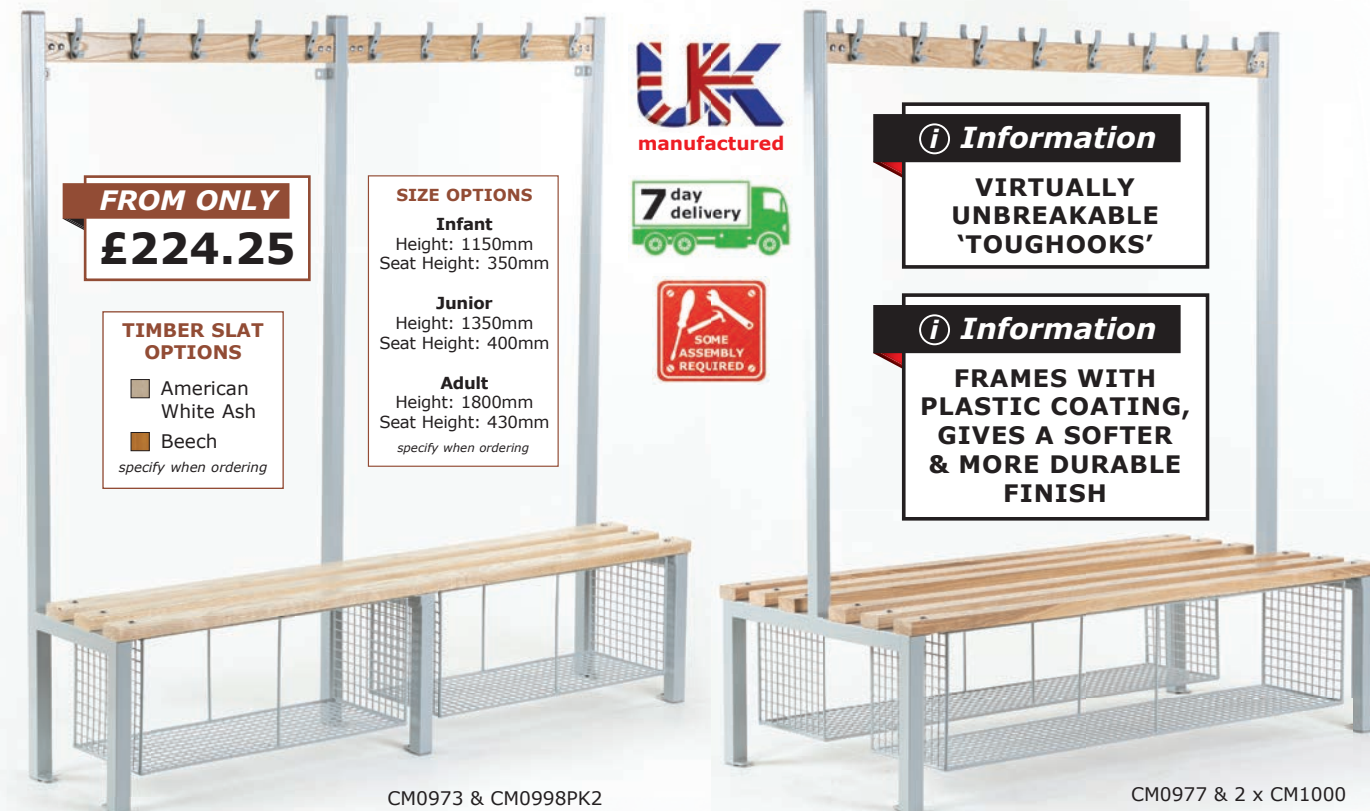 FROM ONLY
£224.25
TIMBER SLAT
OPTIONS
American
White Ash
Beech
specify when ordering
SIZE OPTIONS
Infant
Height: 1150mm
Seat Height: 350mm
Junior
Height: 1350mm
Seat Height: 400mm
Adult
Height: 1800mm
Seat Height: 430mm
specify when ordering
UK
manufactured
7 day
delivery
SOME
ASSEMBLY
REQUIRED
i Information
VIRTUALLY
UNBREAKABLE
‘TOUGHOOKS’
i Information
FRAMES WITH
PLASTIC COATING,
GIVES A SOFTER
& MORE DURABLE
FINISH
CM0973 & CM0998PK2
CM0977 & 2 x CM1000